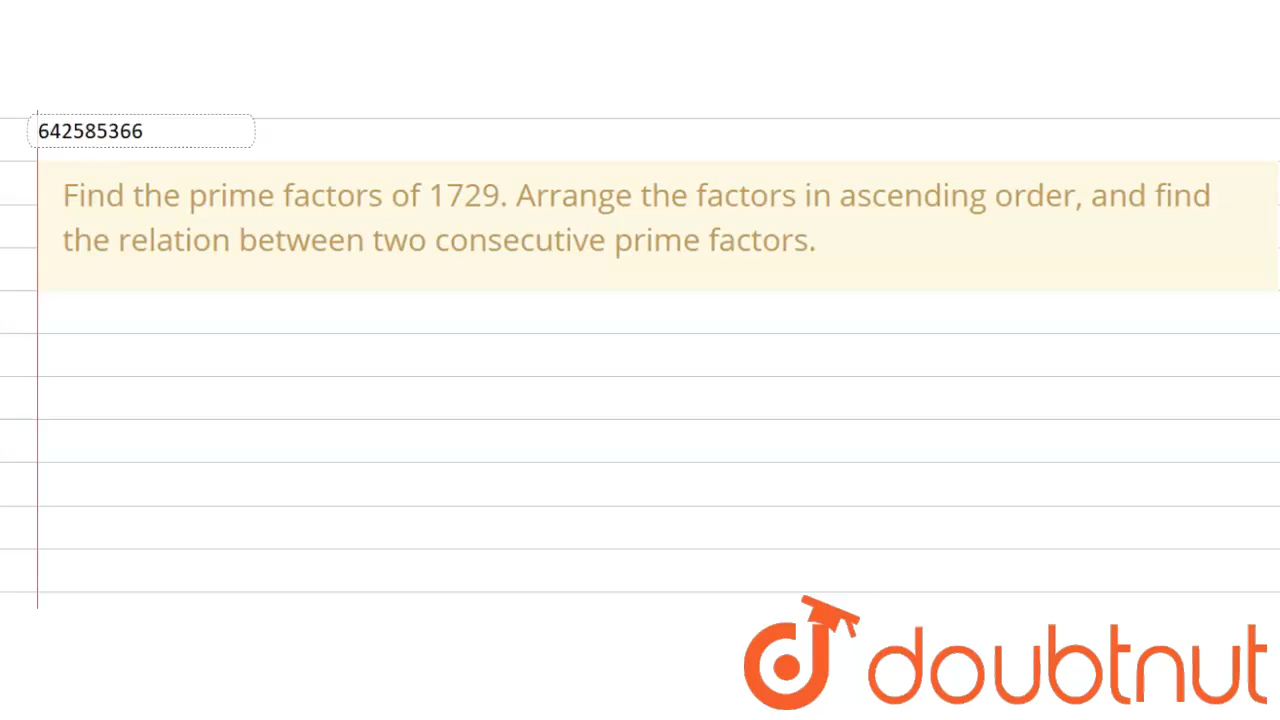 642585366
Find the prime factors of 1729. Arrange the factors in ascending order, and find
the relation between two consecutive prime factors.
doubtnut